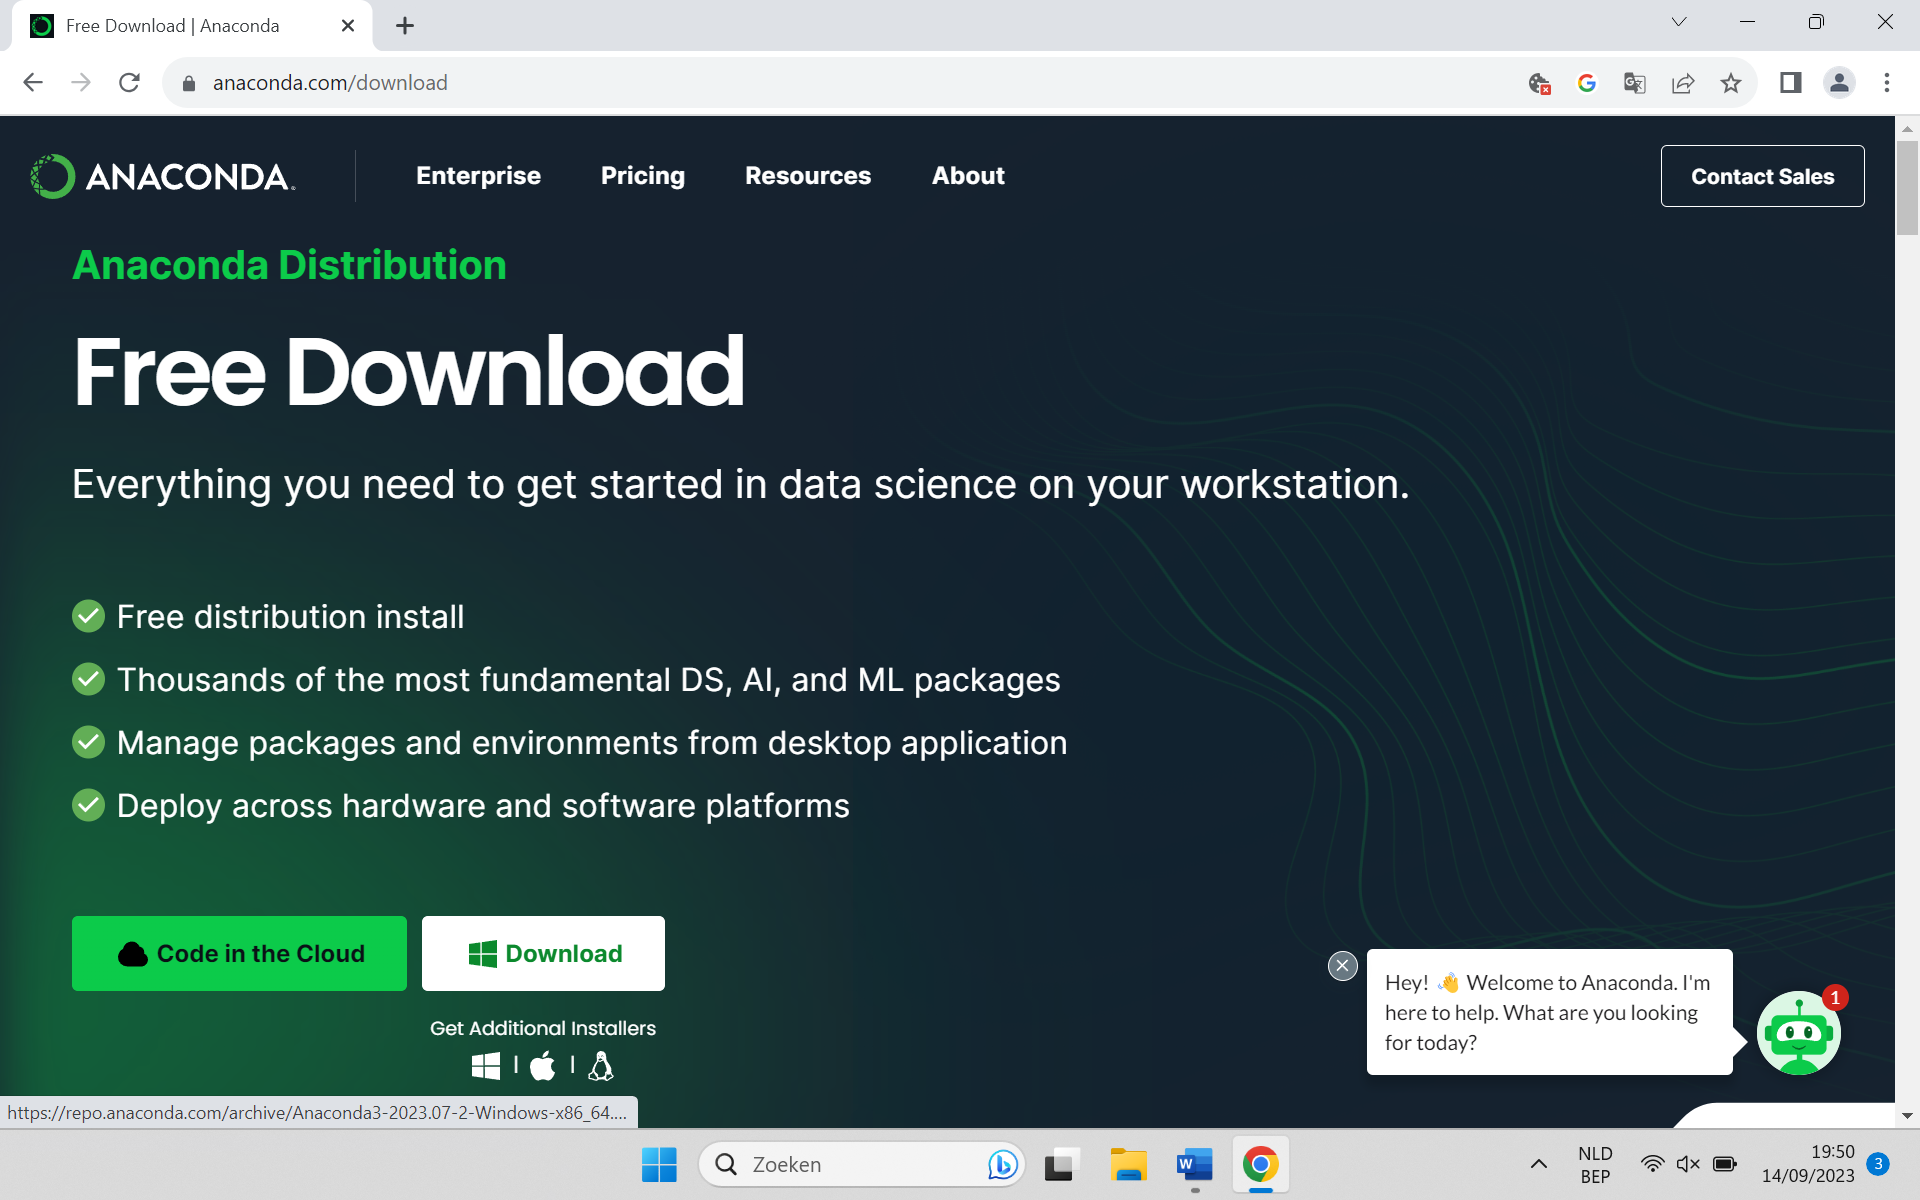 Free Download | Anaconda
anaconda.com/download
ANACONDA.
Enterprise
Pricing
Resources
About
Contact Sales
Anaconda Distribution
Free Download
Everything you need to get started in data science on your workstation.
Free distribution install
Thousands of the most fundamental DS, AI, and ML packages
Manage packages and environments from desktop application
Deploy across hardware and software platforms
Code in the Cloud
Download
Get Additional Installers
Hey! 👋 Welcome to Anaconda. I'm
here to help. What are you looking
for today?
1
https://repo.anaconda.com/archive/Anaconda3-2023.07-2-Windows-x86_64....
Zoeken
W
NLD
BEP
19:50
14/09/2023
3